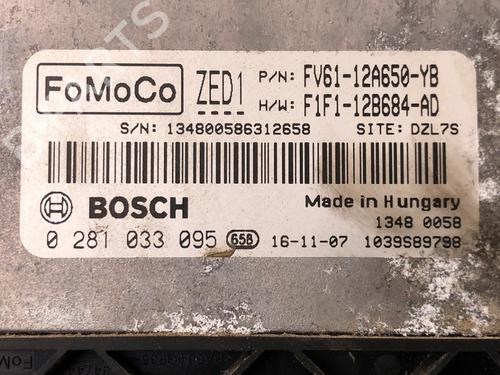 FoMoCo
ZED1
P/N: FV61-12A650-YB
H/W: F1F1-12B684-AD
S/N: 134800586312658 SITE: DZL7S
BOSCH
Made in Hungary
1348 0058
0 281 033 095 658 16-11-07 1039S89798